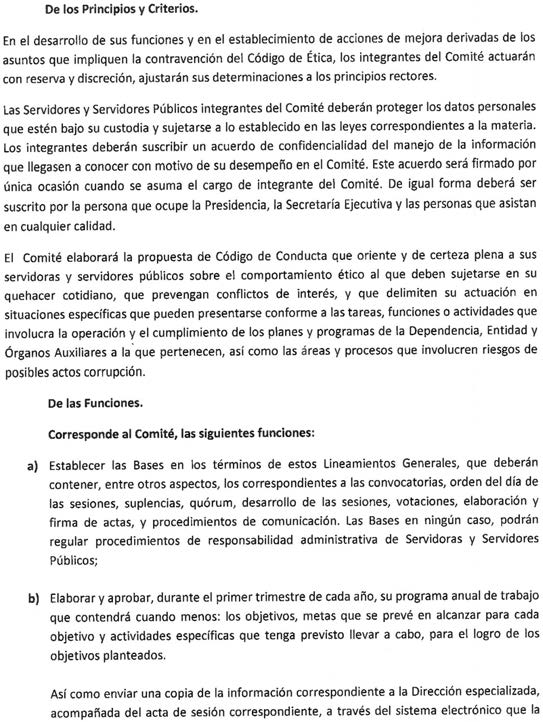 De los Principios y Criterios.
En el desarrollo de sus funciones y en el establecimiento de acciones de mejora derivadas de los
asuntos que impliquen la contravención del Código de Ética, los integrantes del Comité actuarán
con reserva y discreción, ajustarán sus determinaciones a los principios rectores.
Las Servidores y Servidores Públicos integrantes del Comité deberán proteger los datos personales
que estén bajo su custodia y sujetarse a lo establecido en las leyes correspondientes a la materia.
Los integrantes deberán suscribir un acuerdo de confidencialidad del manejo de la información
que llegasen a conocer con motivo de su desempeño en el Comité. Este acuerdo será firmado por
única ocasión cuando se asuma el cargo de integrante del Comité. De igual forma deberá ser
suscrito por la persona que ocupe la Presidencia, la Secretaría Ejecutiva y las personas que asistan
en cualquier calidad.
El Comité elaborará la propuesta de Código de Conducta que oriente y de certeza plena a sus
servidoras y servidores públicos sobre el comportamiento ético al que deben sujetarse en su
quehacer cotidiano, que prevengan conflictos de interés, y que delimiten su actuación en
situaciones específicas que pueden presentarse conforme a las tareas, funciones o actividades que
involucra la operación y el cumplimiento de los planes y programas de la Dependencia, Entidad y
Órganos Auxiliares a la que pertenecen, así como las áreas y procesos que involucren riesgos de
posibles actos corrupción.
De las Funciones.
Corresponde al Comité, las siguientes funciones:
a) Establecer las Bases en los términos de estos Lineamientos Generales, que deberán
contener, entre otros aspectos, los correspondientes a las convocatorias, orden del día de
las sesiones, suplencias, quórum, desarrollo de las sesiones, votaciones, elaboración y
firma de actas, y procedimientos de comunicación. Las Bases en ningún caso, podrán
regular procedimientos de responsabilidad administrativa de Servidoras y Servidores
Públicos;
b) Elaborar y aprobar, durante el primer trimestre de cada año, su programa anual de trabajo
que contendrá cuando menos: los objetivos, metas que se prevé en alcanzar para cada
objetivo y actividades específicas que tenga previsto llevar a cabo, para el logro de los
objetivos planteados.
Así como enviar una copia de la información correspondiente a la Dirección especializada,
acompañada del acta de sesión correspondiente, a través del sistema electrónico que la